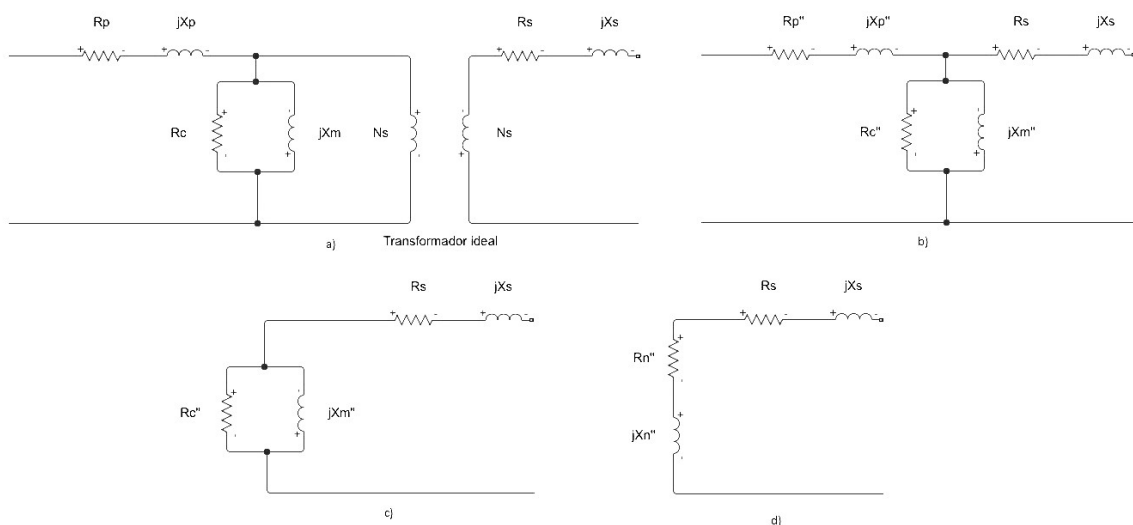 Rp jXp Rs jXs
Rc jXm Ns Ns
a) Transformador ideal
Rp" jXp" Rs jXs
Rc" jXm"
b)
Rs jXs
Rc" jXm"
c)
Rs jXs
Rn"
jXn"
d)